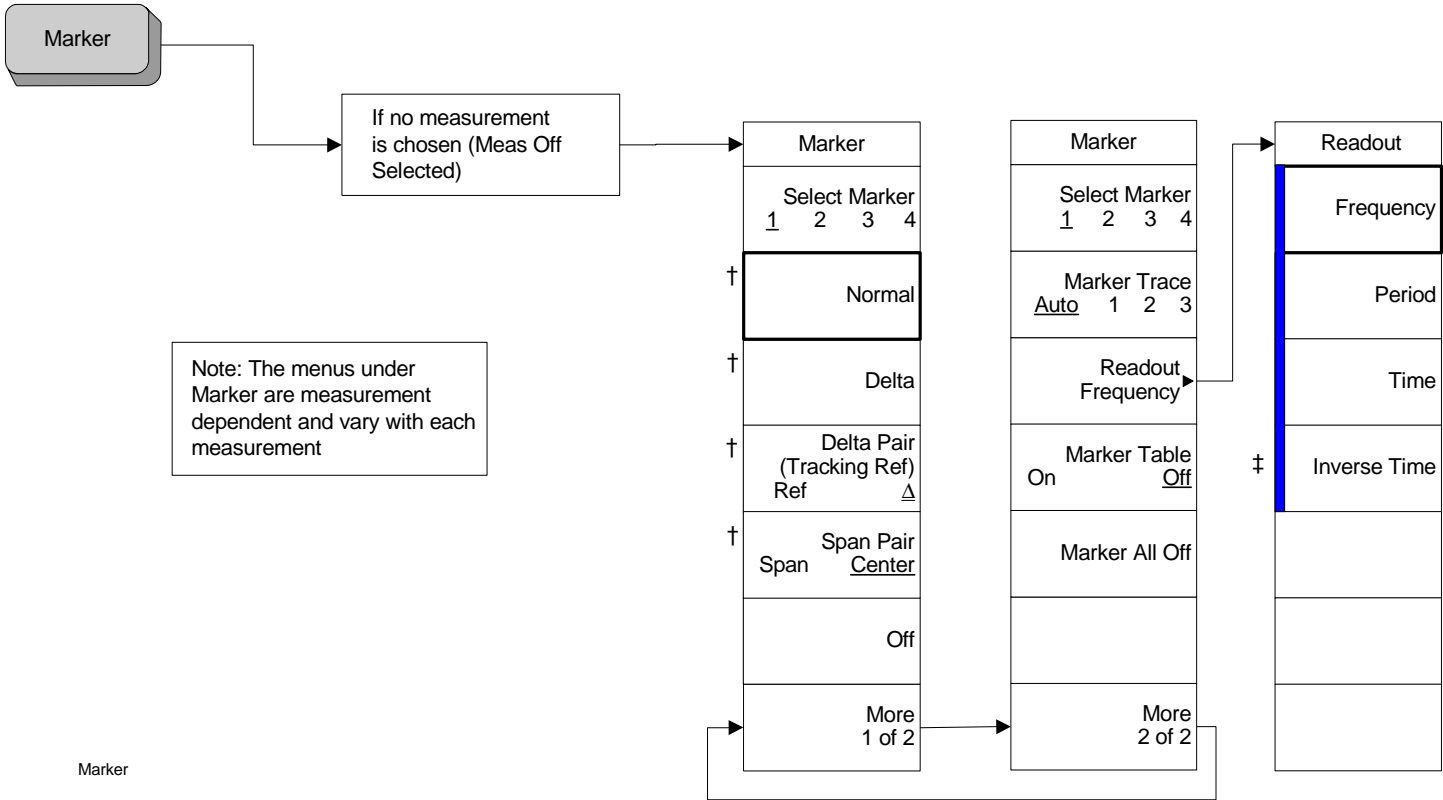 Marker
If no measurement
is chosen (Meas Off
Selected)
Note: The menus under
Marker are measurement
dependent and vary with each
measurement
Marker
Select Marker
1 2 3 4
†
Normal
†
Delta
†
Delta Pair
(Tracking Ref)
Ref Δ
†
Span Pair
Span Center
Off
More
1 of 2
Marker
Select Marker
1 2 3 4
Marker Trace
Auto 1 2 3
Readout
Frequency
Marker Table
On Off
Marker All Off
More
2 of 2
Readout
Frequency
Period
Time
‡
Inverse Time
Marker